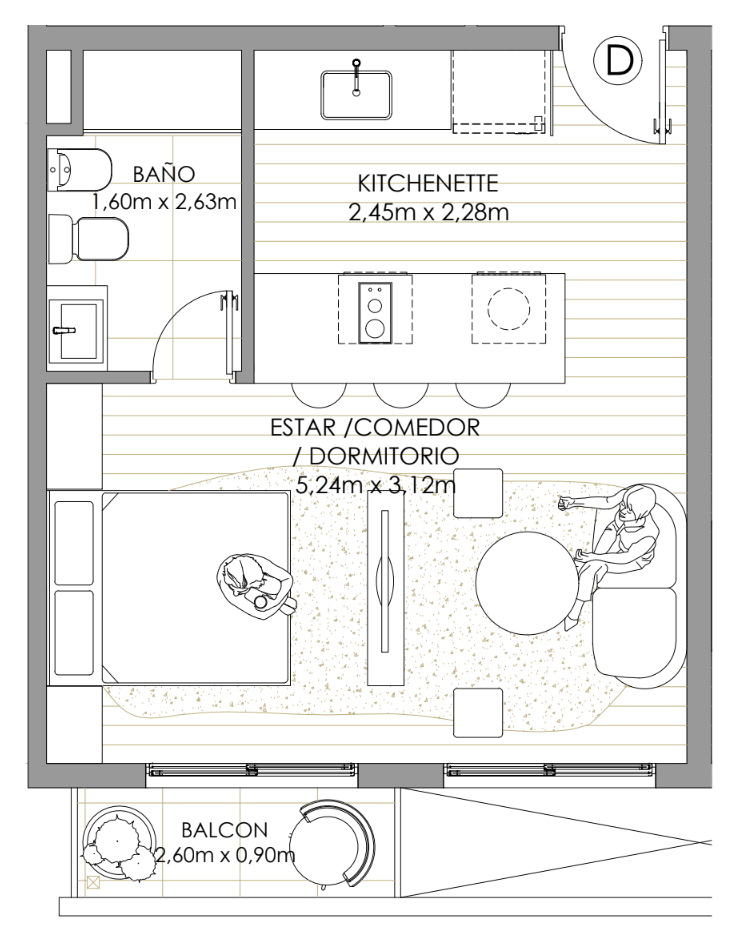 D
BAÑO
1,60m x 2,63m
KITCHENETTE
2,45m x 2,28m
ESTAR /COMEDOR
/ DORMITORIO
5,24m x 3,12m
BALCON
2,60m x 0,90m